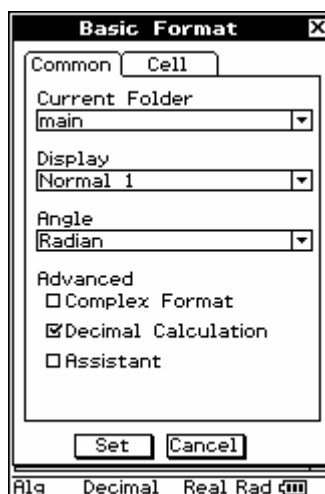 Basic Format
Common Cell
Current Folder
main
Display
Normal 1
Angle
Radian
Advanced
Complex Format
Decimal Calculation
Assistant
Set Cancel
Alg Decimal Real Rad